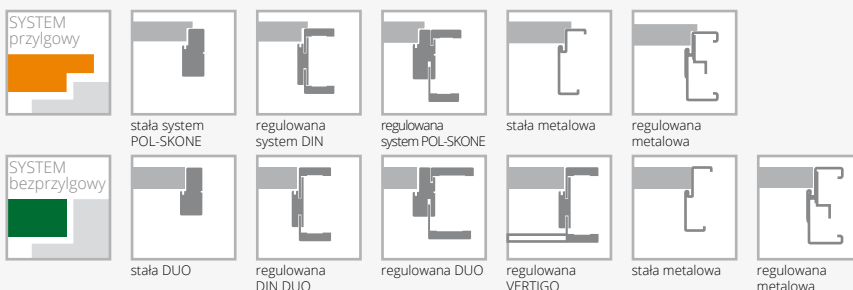 SYSTEM
przylgowy
stała system
POL-SKONE
regulowana
system DIN
regulowana
system POL-SKONE
stała metalowa
regulowana
metalowa
SYSTEM
bezprzylgowy
stała DUO
regulowana
DIN DUO
regulowana DUO
regulowana
VERTIGO
stała metalowa
regulowana
metalowa